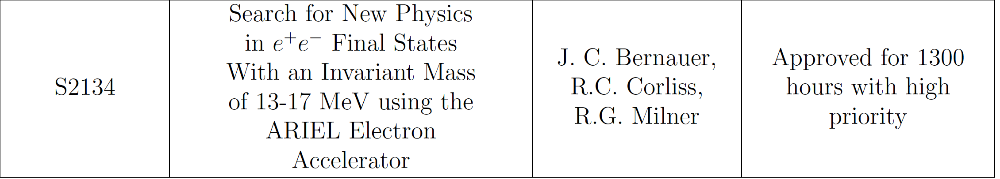 S2134
Search for New Physics
in e⁺e⁻ Final States
With an Invariant Mass
of 13-17 MeV using the
ARIEL Electron
Accelerator
J. C. Bernauer,
R.C. Corliss,
R.G. Milner
Approved for 1300
hours with high
priority